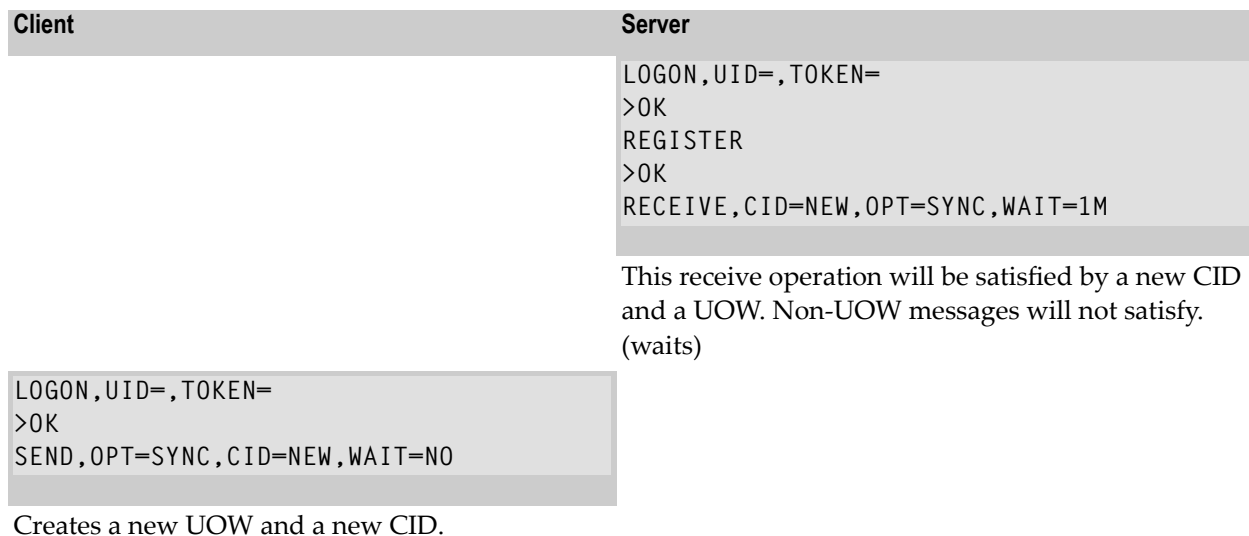 Client Server
LOGON,UID=,TOKEN=
>OK
REGISTER
>OK
RECEIVE,CID=NEW,OPT=SYNC,WAIT=1M
This receive operation will be satisfied by a new CID
and a UOW. Non-UOW messages will not satisfy.
(waits)
LOGON,UID=,TOKEN=
>OK
SEND,OPT=SYNC,CID=NEW,WAIT=NO
Creates a new UOW and a new CID.